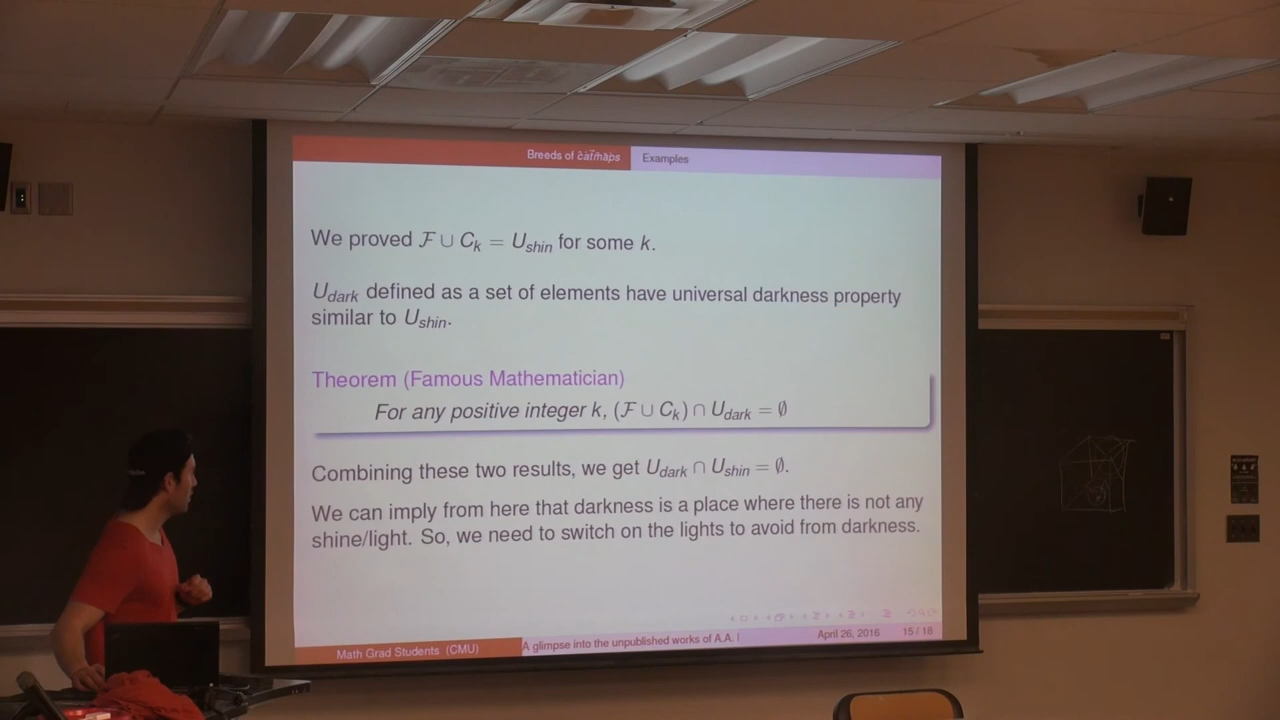 Breeds of c̃àt̄m̀ãp̀s Examples
We proved 𝓕 ∪ Cₖ = U_shin for some k.
U_dark defined as a set of elements have universal darkness property
similar to U_shin.
Theorem (Famous Mathematician)
For any positive integer k, (𝓕 ∪ Cₖ) ∩ U_dark = ∅
Combining these two results, we get U_dark ∩ U_shin = ∅.
We can imply from here that darkness is a place where there is not any
shine/light. So, we need to switch on the lights to avoid from darkness.
Math Grad Students (CMU) A glimpse into the unpublished works of A.A. I April 26, 2016 15 / 18